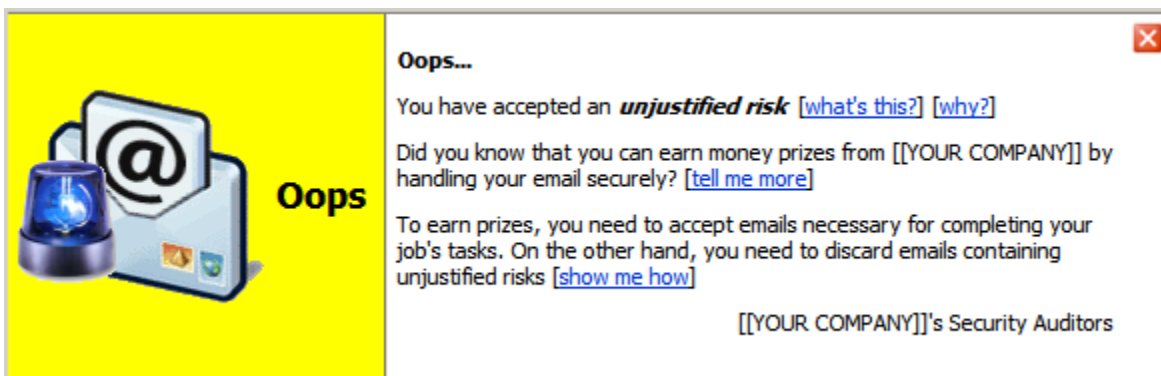 Oops
Oops...
You have accepted an unjustified risk [what's this?] [why?]
Did you know that you can earn money prizes from [[YOUR COMPANY]] by
handling your email securely? [tell me more]
To earn prizes, you need to accept emails necessary for completing your
job's tasks. On the other hand, you need to discard emails containing
unjustified risks [show me how]
[[YOUR COMPANY]]'s Security Auditors